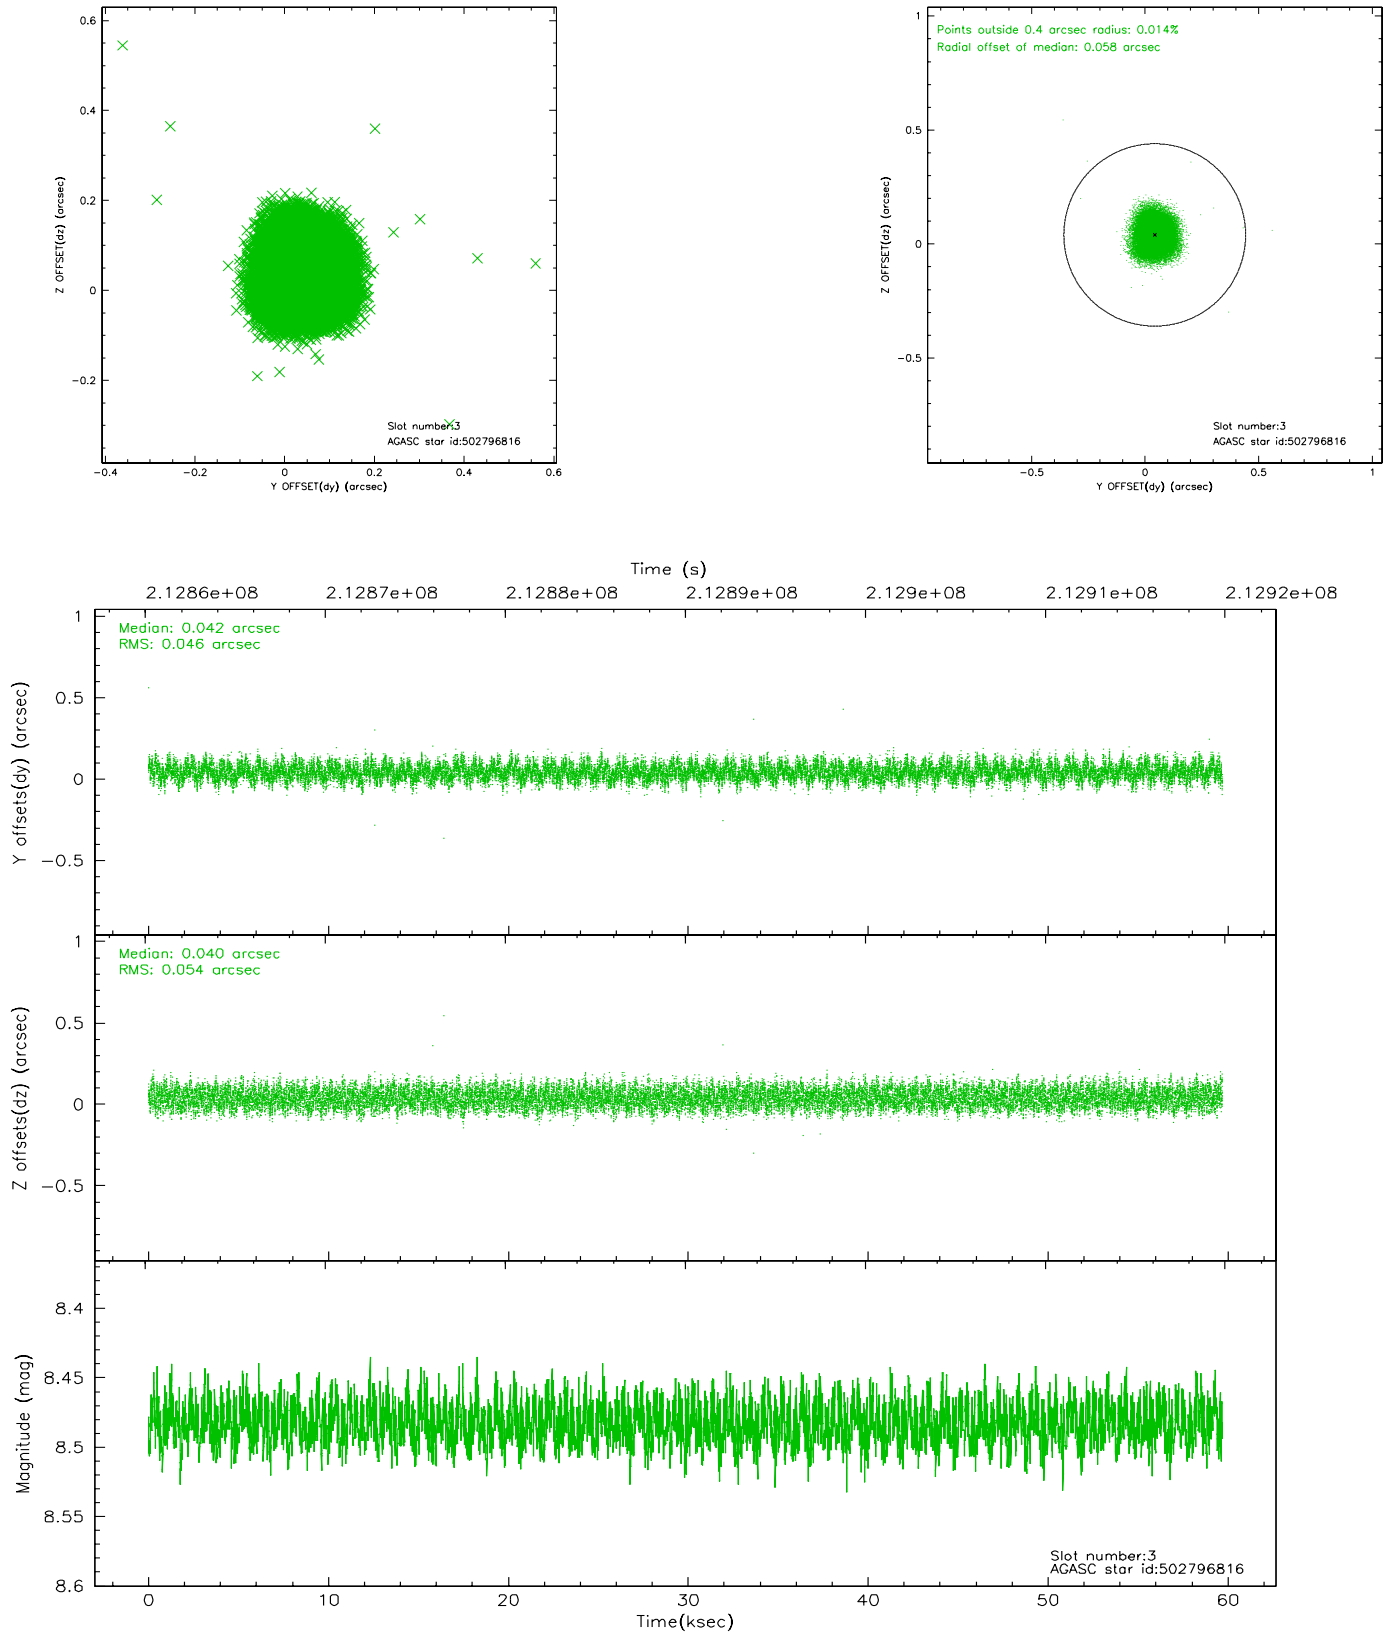 0.6
0.4
0.2
0
−0.2
Z OFFSET(dz) (arcsec)
Slot number:3
AGASC star id:502796816
−0.4 −0.2 0 0.2 0.4 0.6
Y OFFSET(dy) (arcsec)
Points outside 0.4 arcsec radius: 0.014%
Radial offset of median: 0.058 arcsec
1
0.5
0
−0.5
Z OFFSET(dz) (arcsec)
Slot number:3
AGASC star id:502796816
−0.5 0 0.5 1
Y OFFSET(dy) (arcsec)
Time (s)
2.1286e+08 2.1287e+08 2.1288e+08 2.1289e+08 2.129e+08 2.1291e+08 2.1292e+08
Median: 0.042 arcsec
RMS: 0.046 arcsec
1
0.5
0
−0.5
Y offsets(dy) (arcsec)
Median: 0.040 arcsec
RMS: 0.054 arcsec
1
0.5
0
−0.5
Z offsets(dz) (arcsec)
8.4
8.45
8.5
8.55
8.6
Magnitude (mag)
Slot number:3
AGASC star id:502796816
0 10 20 30 40 50 60
Time(ksec)